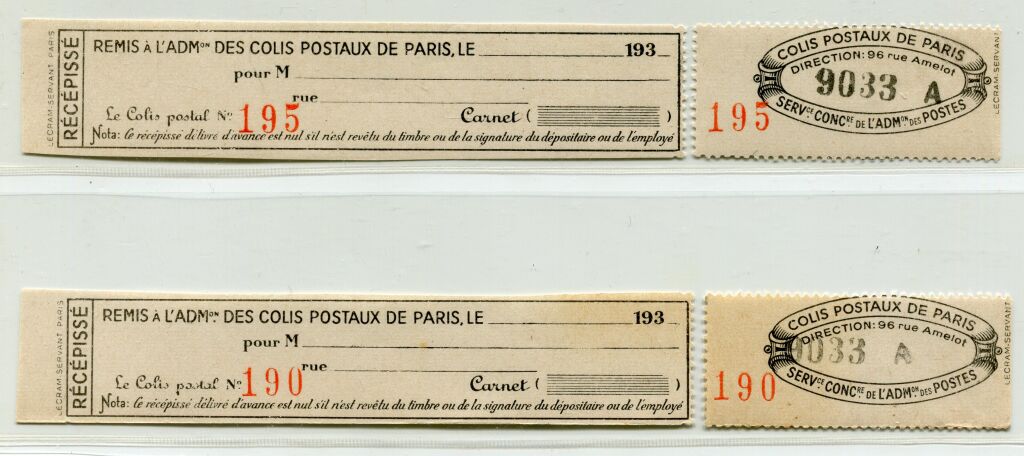 LECRAM-SERVANT PARIS
RÉCÉPISSÉ
REMIS À L'ADMon DES COLIS POSTAUX DE PARIS, LE 193
pour M
rue
Le Colis postal No 195 Carnet ( )
Nota: le récépissé délivré d'avance est nul s'il n'est revêtu du timbre ou de la signature du dépositaire ou de l'employé
195
COLIS POSTAUX DE PARIS
DIRECTION: 96 rue Amelot
9033 A
SERVce CONCRE DE L'ADMon DES POSTES
LECRAM-SERVANT
LECRAM-SERVANT PARIS
RÉCÉPISSÉ
REMIS À L'ADMon DES COLIS POSTAUX DE PARIS, LE 193
pour M
rue
Le Colis postal No 190 Carnet ( )
Nota: le récépissé délivré d'avance est nul s'il n'est revêtu du timbre ou de la signature du dépositaire ou de l'employé
190
COLIS POSTAUX DE PARIS
DIRECTION: 96 rue Amelot
9033 A
SERVce CONCRE DE L'ADMon DES POSTES
LECRAM-SERVANT